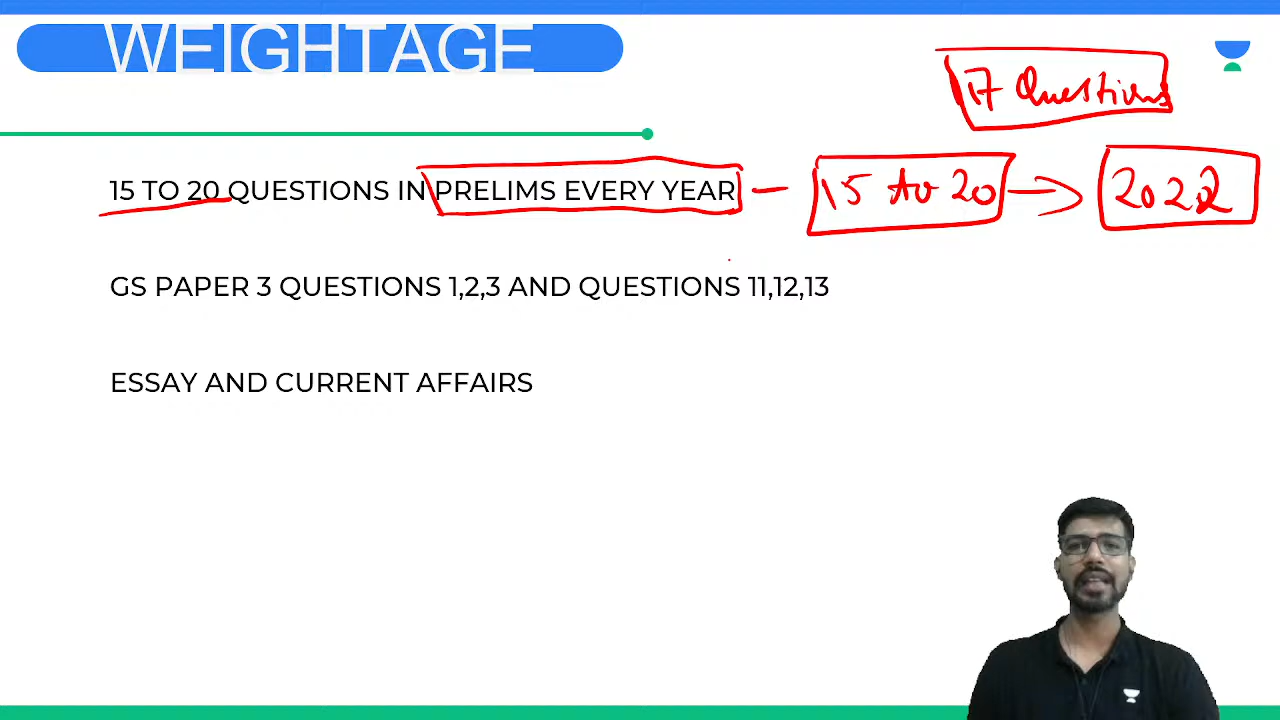 WEIGHTAGE
17 Questions
15 TO 20 QUESTIONS IN PRELIMS EVERY YEAR — 15 to 20 → 2022
GS PAPER 3 QUESTIONS 1,2,3 AND QUESTIONS 11,12,13
ESSAY AND CURRENT AFFAIRS